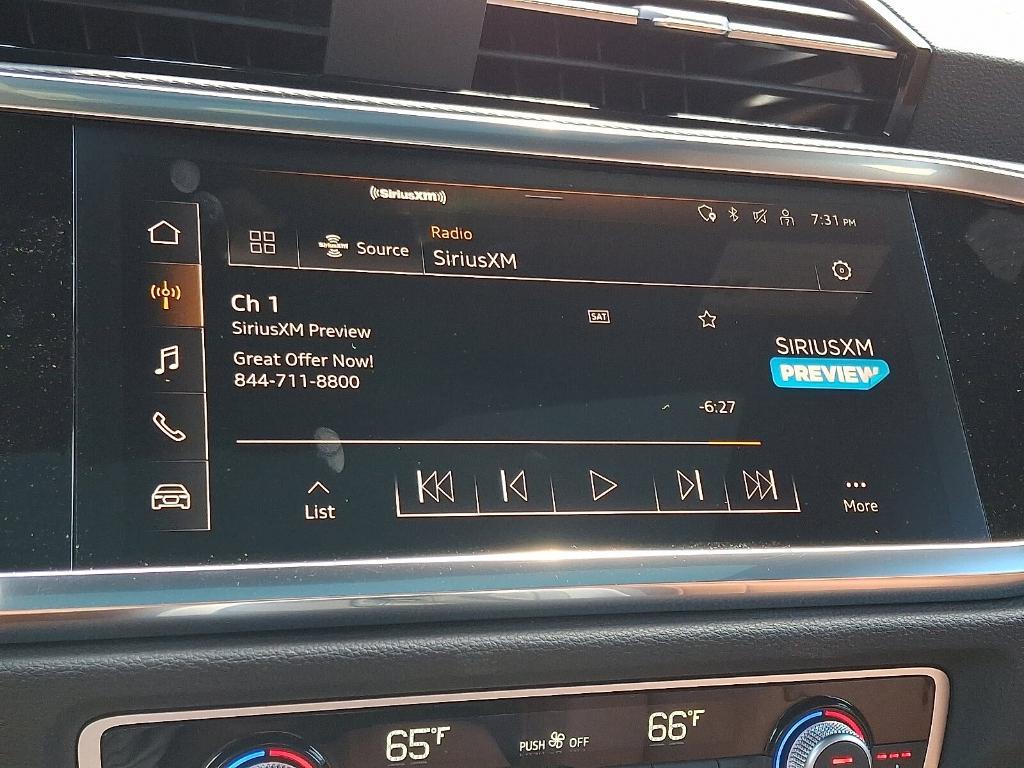 ((SiriusXM))
7:31 PM
SiriusXM
Source
Radio
SiriusXM
Ch 1
SiriusXM Preview
Great Offer Now!
844-711-8800
SAT
SIRIUSXM
PREVIEW
-6:27
List
More
65°F
PUSH OFF
66°F